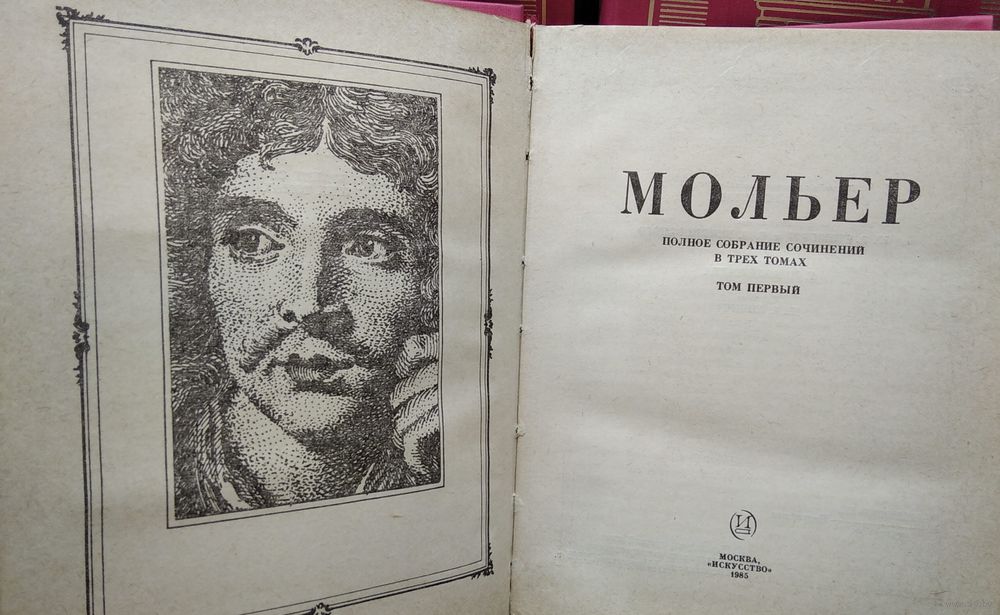 МОЛЬЕР
ПОЛНОЕ СОБРАНИЕ СОЧИНЕНИЙ
В ТРЕХ ТОМАХ
ТОМ ПЕРВЫЙ
И
МОСКВА,
«ИСКУССТВО»
1985